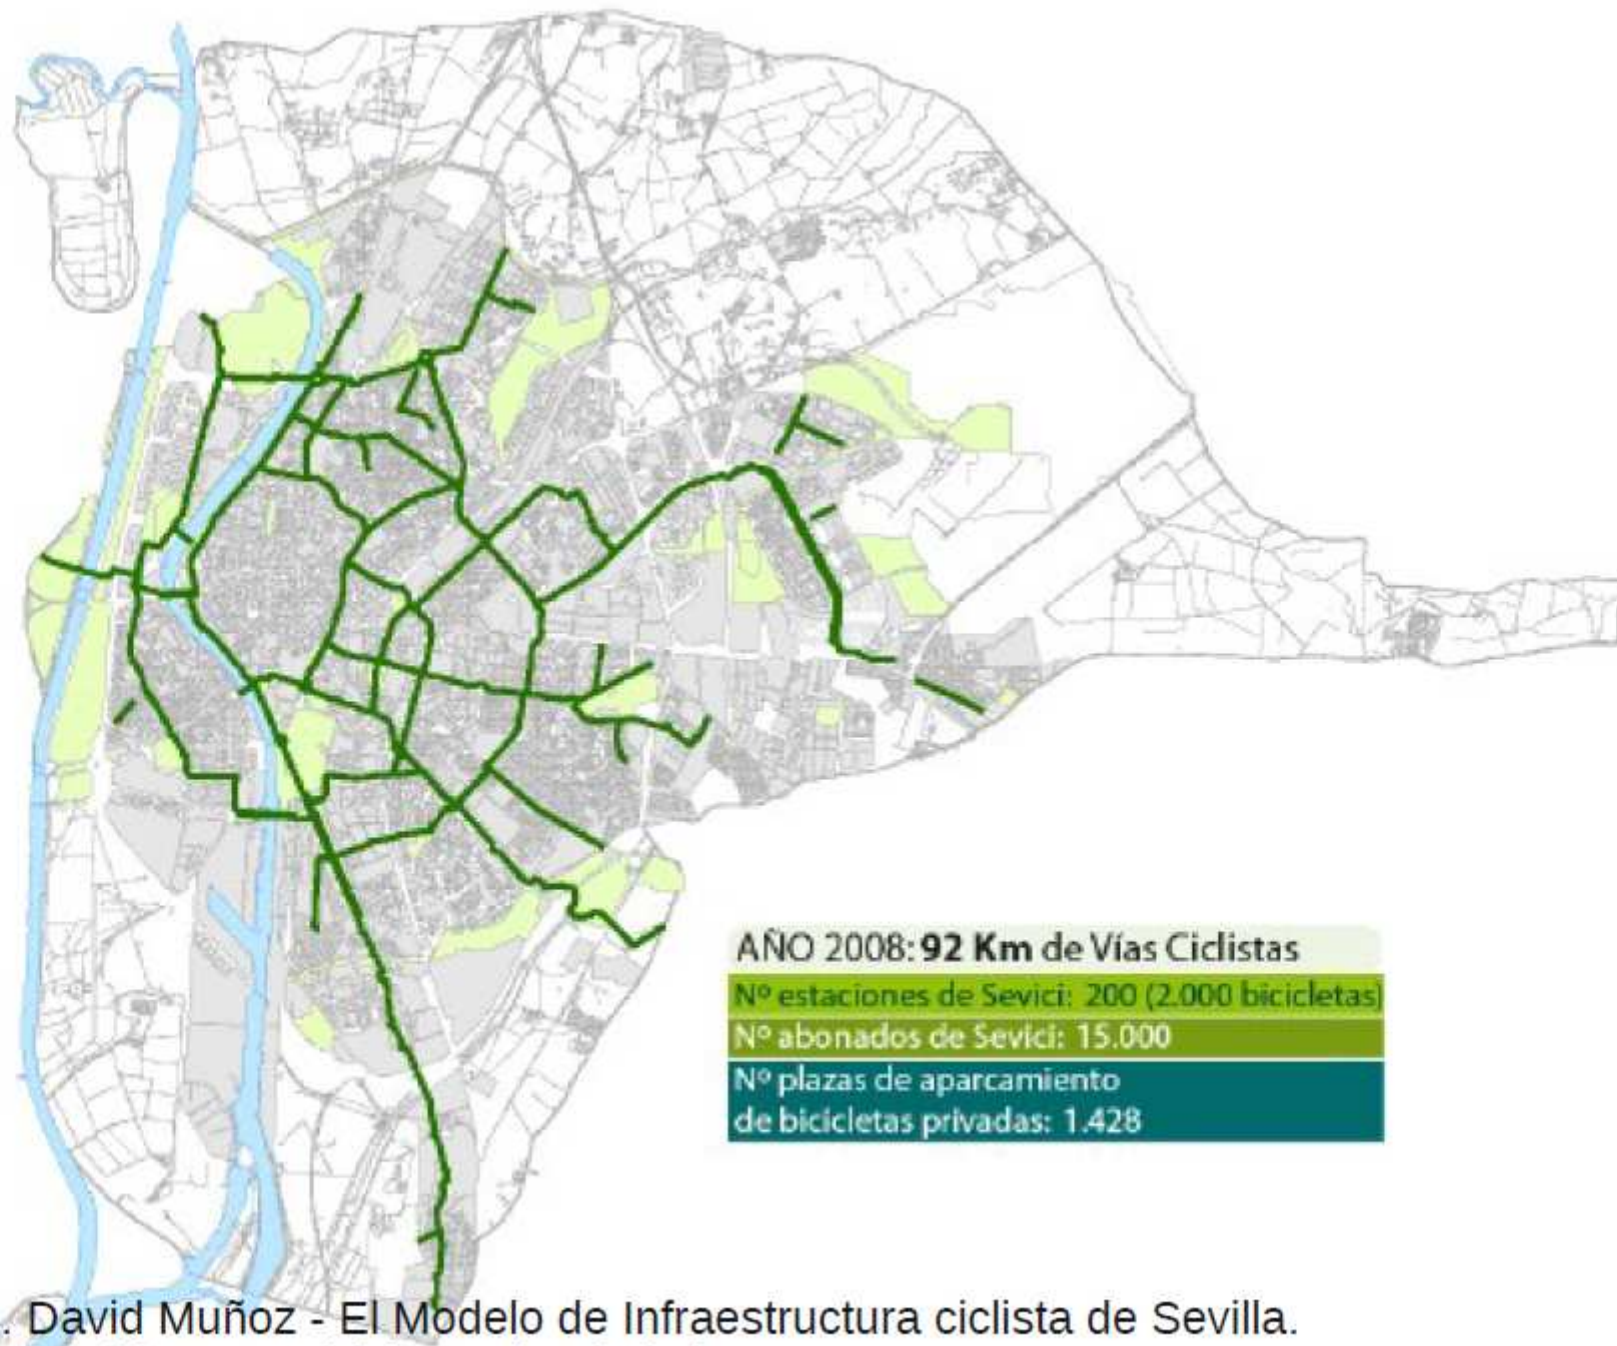 AÑO 2008: 92 Km de Vías Ciclistas
Nº estaciones de Sevici: 200 (2.000 bicicletas)
Nº abonados de Sevici: 15.000
Nº plazas de aparcamiento
de bicicletas privadas: 1.428
. David Muñoz - El Modelo de Infraestructura ciclista de Sevilla.